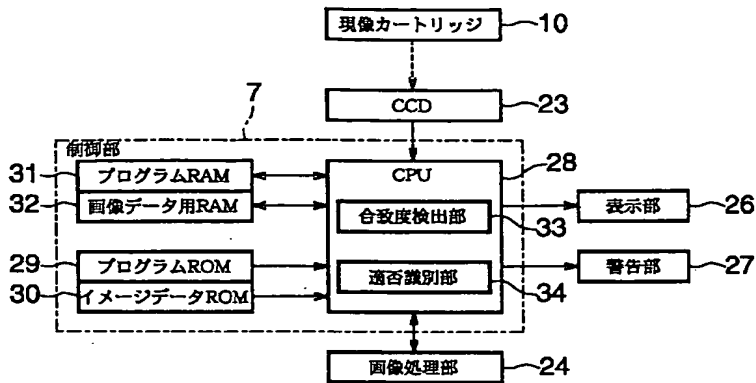 現像カートリッジ 10
7
CCD 23
制御部
31 プログラムRAM
CPU 28
32 画像データ用RAM
合致度検出部 33
表示部 26
29 プログラムROM
適否識別部 34
警告部 27
30 イメージデータROM
画像処理部 24